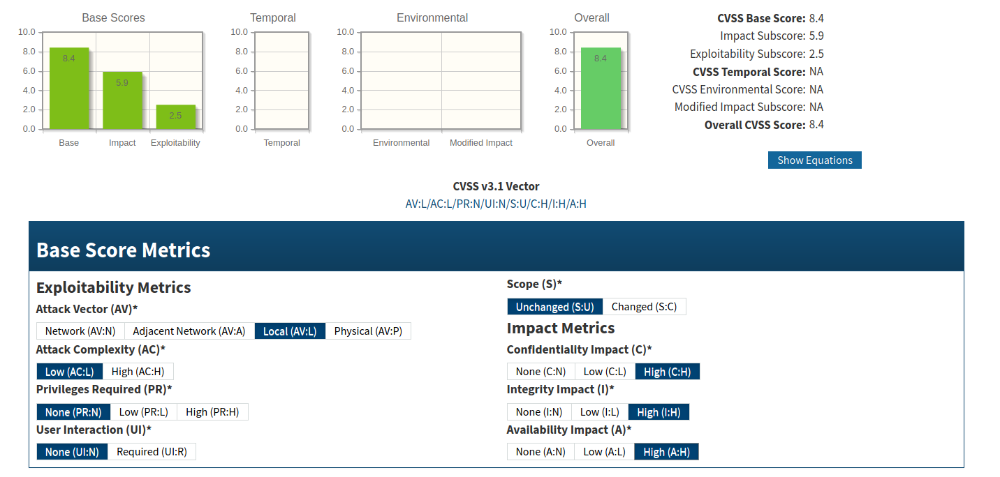 Base Scores
10.0
8.0
6.0
4.0
2.0
0.0
8.4
5.9
2.5
Base Impact Exploitability
Temporal
10.0
8.0
6.0
4.0
2.0
0.0
Temporal
Environmental
10.0
8.0
6.0
4.0
2.0
0.0
Environmental Modified Impact
Overall
10.0
8.0
6.0
4.0
2.0
0.0
8.4
Overall
CVSS Base Score: 8.4
Impact Subscore: 5.9
Exploitability Subscore: 2.5
CVSS Temporal Score: NA
CVSS Environmental Score: NA
Modified Impact Subscore: NA
Overall CVSS Score: 8.4
Show Equations
CVSS v3.1 Vector
AV:L/AC:L/PR:N/UI:N/S:U/C:H/I:H/A:H
Base Score Metrics
Exploitability Metrics
Attack Vector (AV)*
Network (AV:N) Adjacent Network (AV:A) Local (AV:L) Physical (AV:P)
Attack Complexity (AC)*
Low (AC:L) High (AC:H)
Privileges Required (PR)*
None (PR:N) Low (PR:L) High (PR:H)
User Interaction (UI)*
None (UI:N) Required (UI:R)
Scope (S)*
Unchanged (S:U) Changed (S:C)
Impact Metrics
Confidentiality Impact (C)*
None (C:N) Low (C:L) High (C:H)
Integrity Impact (I)*
None (I:N) Low (I:L) High (I:H)
Availability Impact (A)*
None (A:N) Low (A:L) High (A:H)